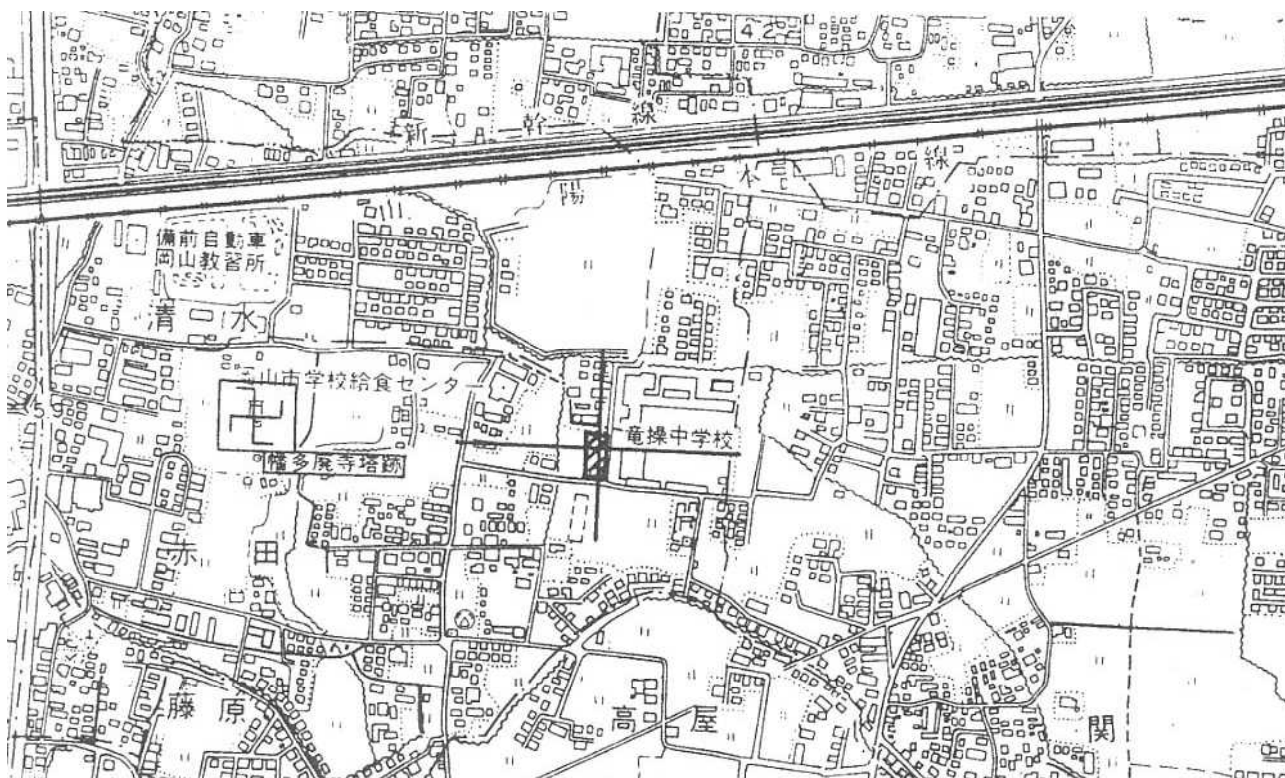 42
新幹線
陽本線
備前自動車
岡山教習所
清水
山市学校給食センター
59
竜操中学校
幡多廃寺塔跡
赤田
藤原
高屋
関